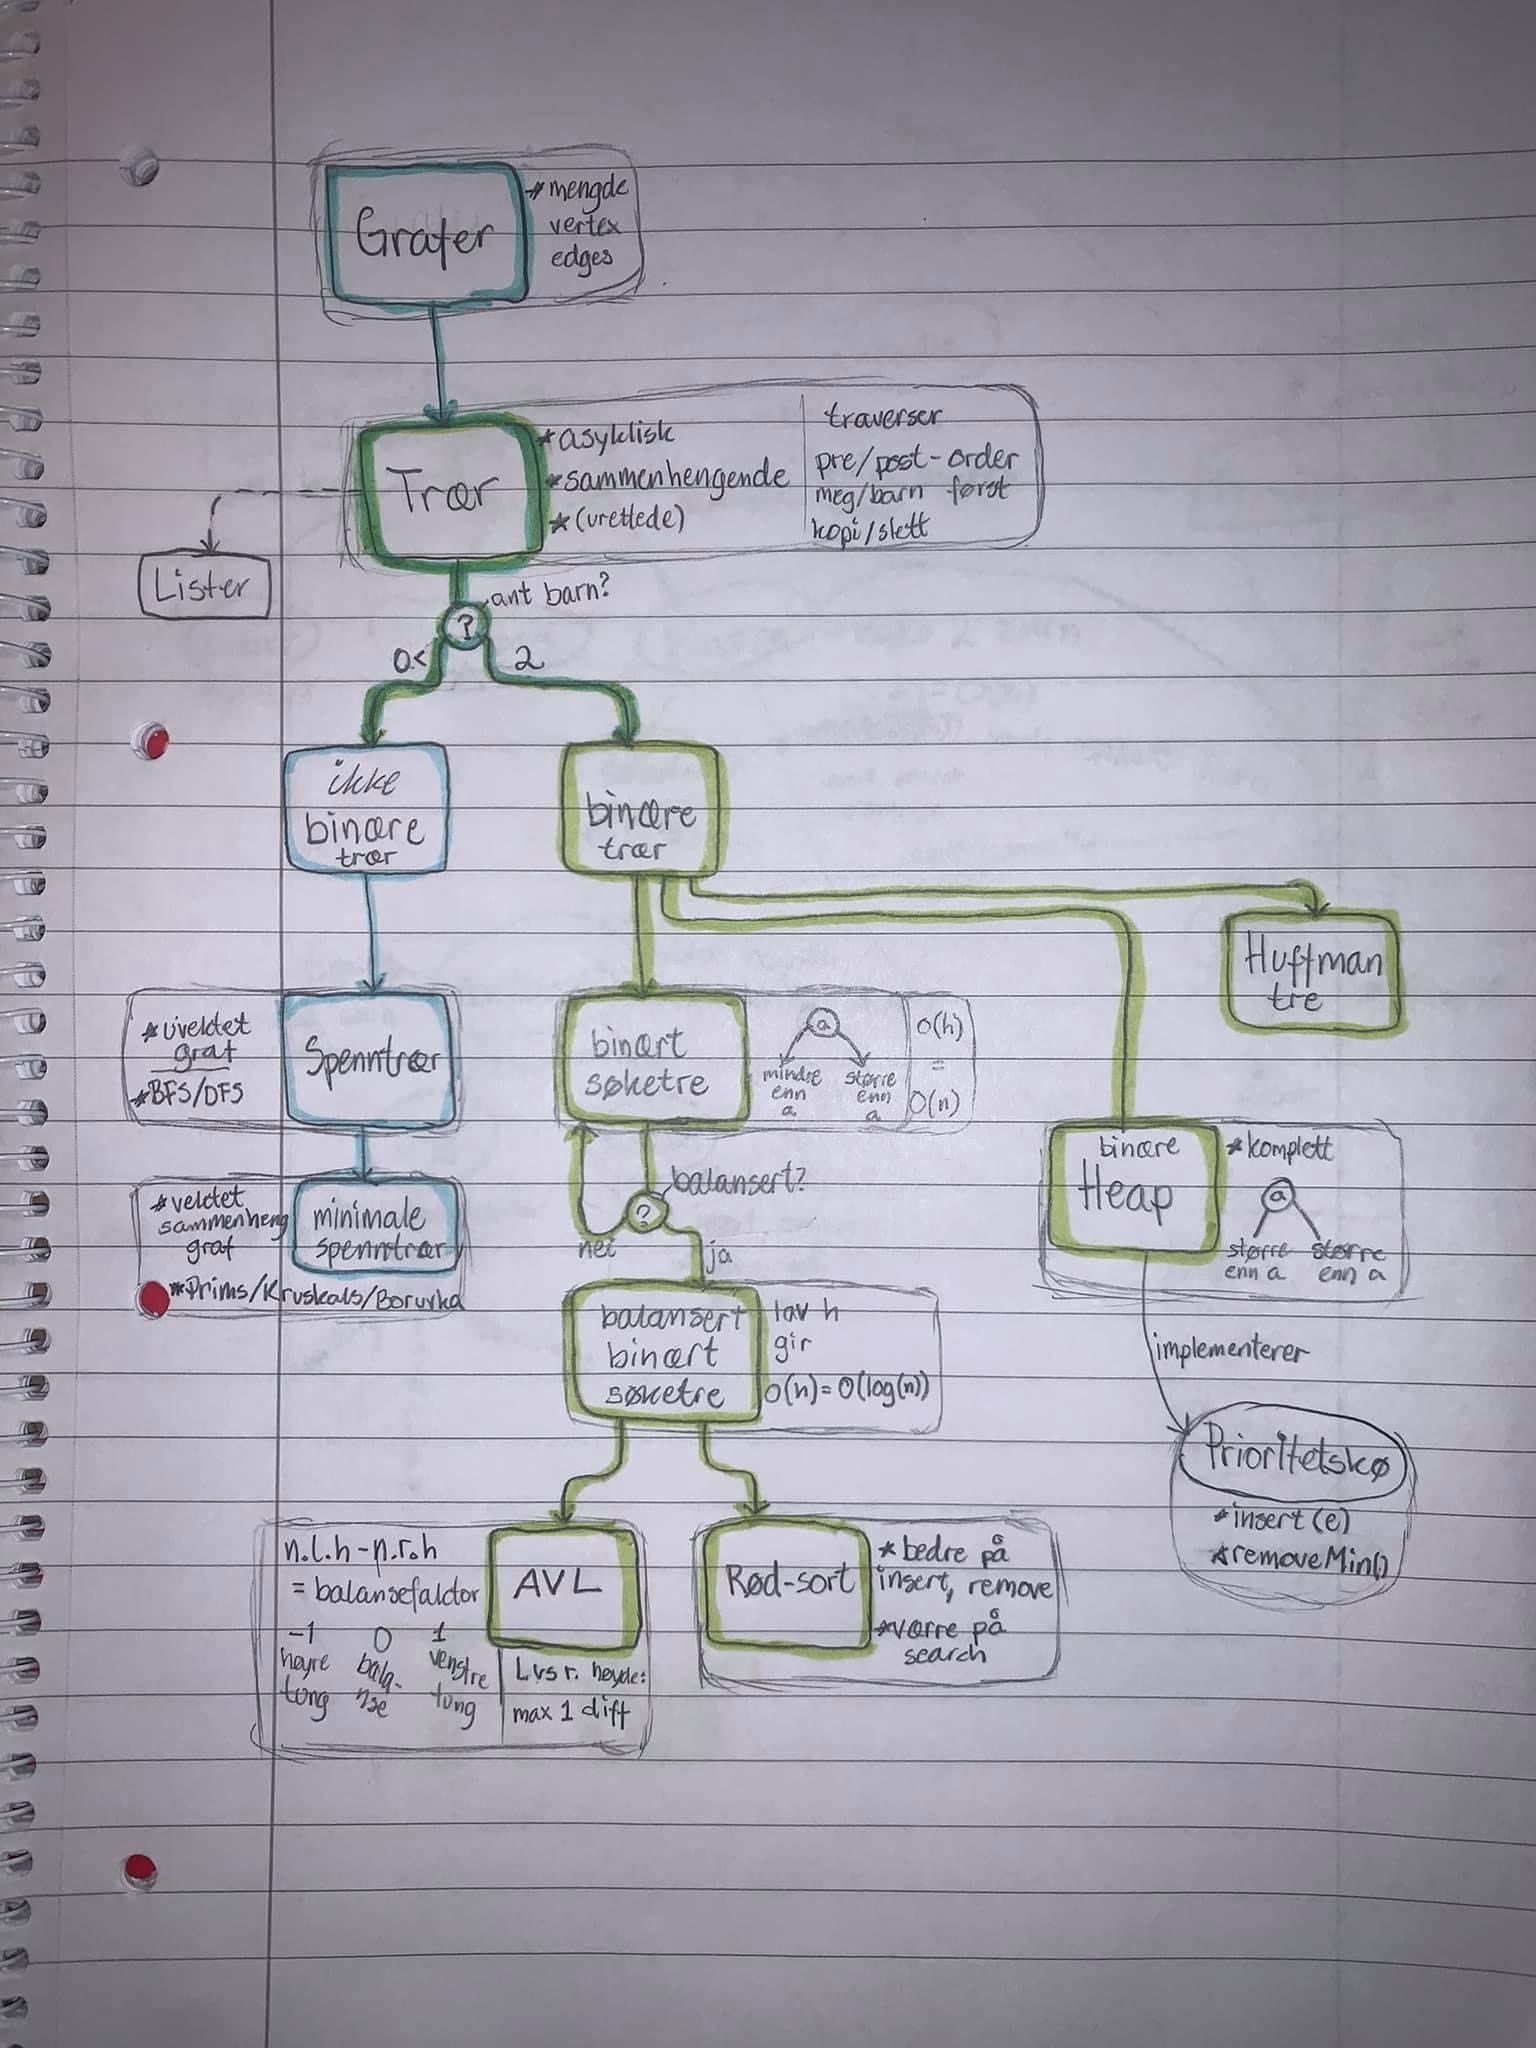 Grafer
* mengde
vertex
edges
Trær
* asyklisk
* sammenhengende
* (urettede)
traverser
pre/post-order
meg/barn først
kopi/slett
Lister
ant barn?
?
0<
2
ikke
binære
trær
binære
trær
Huffman
tre
* uvektet
graf
* BFS/DFS
Spenntrær
binært
søketre
a
mindre
enn
a
større
enn
a
O(h)
=
O(n)
* vektet
sammenheng
graf
* Prims/Kruskals/Boruvka
minimale
spenntrær
balansert?
?
nei
ja
binære
Heap
* komplett
a
større
enn a
større
enn a
balansert
binært
søketre
lav h
gir
O(h) = O(log(n))
implementerer
Prioritetskø
* insert(e)
* removeMin()
n.l.h - n.r.h
= balansefaktor
-1 0 1
høyre
tung
bala-
nse
venstre
tung
AVL
L vs r. høyde:
max 1 diff
Rød-sort
* bedre på
insert, remove
* værre på
search